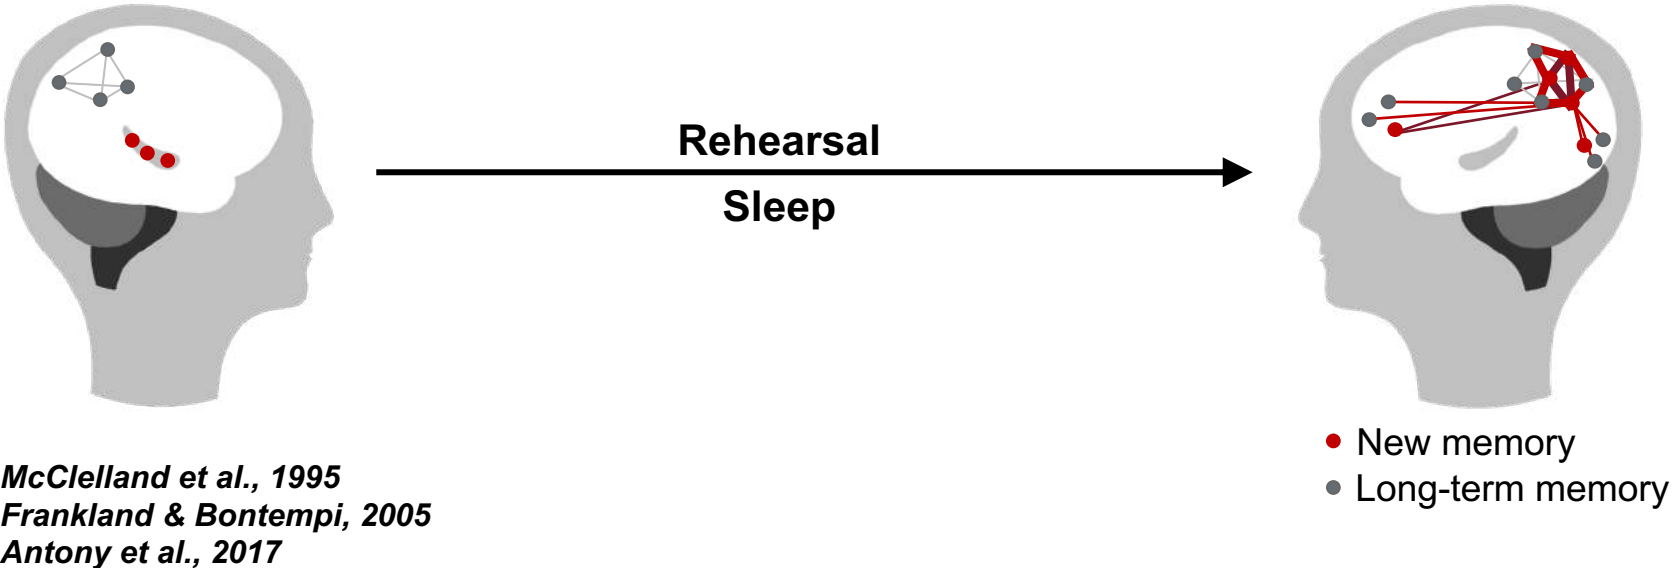 Rehearsal
Sleep
New memory
Long-term memory
McClelland et al., 1995
Frankland & Bontempi, 2005
Antony et al., 2017